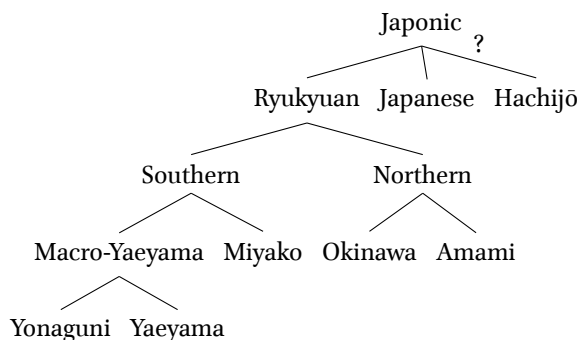 Japonic
?
Ryukyuan Japanese Hachijō
Southern Northern
Macro-Yaeyama Miyako Okinawa Amami
Yonaguni Yaeyama